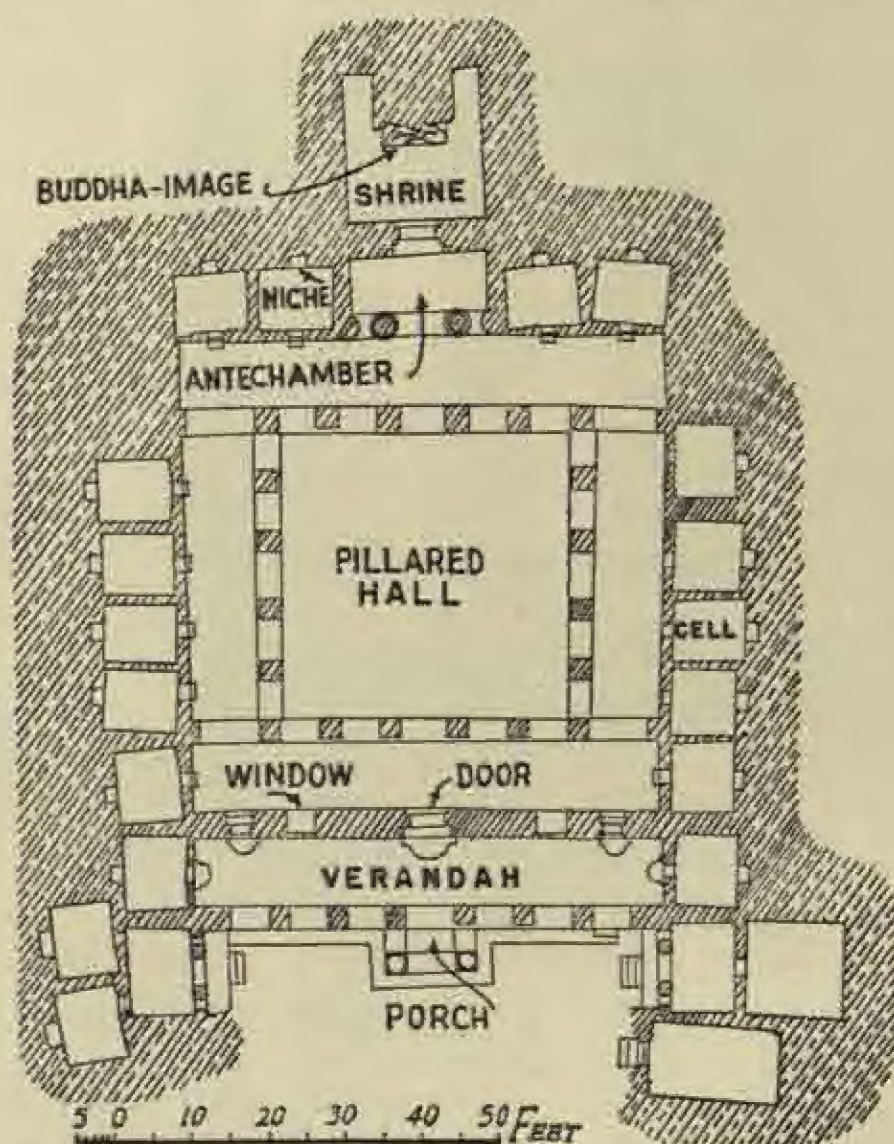 BUDDHA-IMAGE
SHRINE
NICHE
ANTECHAMBER
PILLARED
HALL
CELL
WINDOW
DOOR
VERANDAH
PORCH
5 0 10 20 30 40 50 FEET